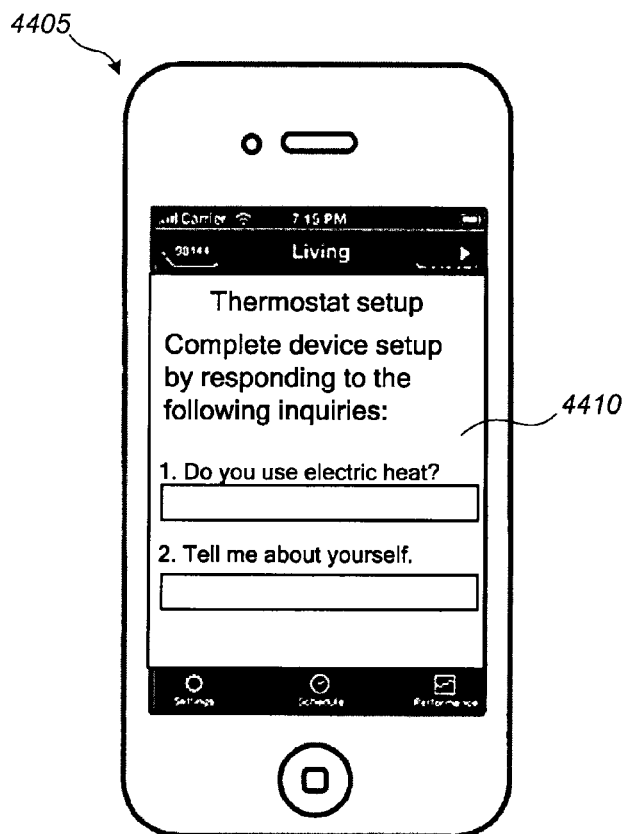 4405
Carrier 7:15 PM
Living
Thermostat setup
Complete device setup
by responding to the
following inquiries:
4410
1. Do you use electric heat?
2. Tell me about yourself.
Settings Schedule Performance